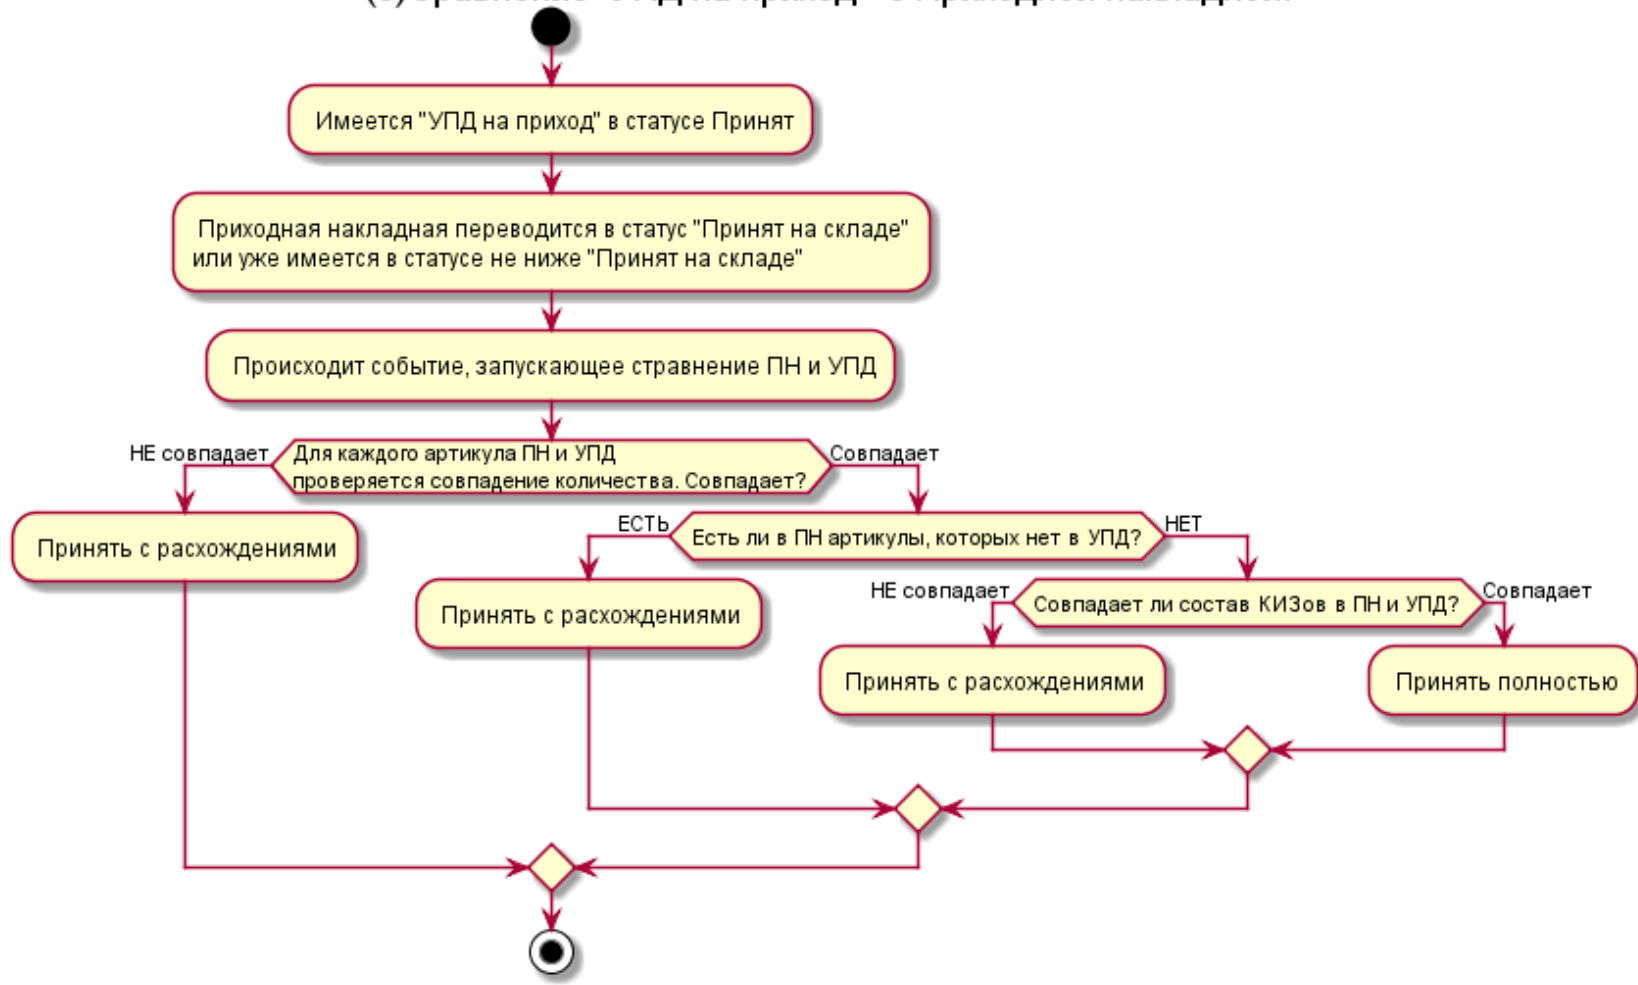 Имеется "УПД на приход" в статусе Принят
Приходная накладная переводится в статус "Принят на складе"
или уже имеется в статусе не ниже "Принят на складе"
Происходит событие, запускающее стравнение ПН и УПД
НЕ совпадает
Для каждого артикула ПН и УПД
проверяется совпадение количества. Совпадает?
Совпадает
Принять с расхождениями
ЕСТЬ
Есть ли в ПН артикулы, которых нет в УПД?
НЕТ
Принять с расхождениями
НЕ совпадает
Совпадает ли состав КИЗов в ПН и УПД?
Совпадает
Принять с расхождениями
Принять полностью